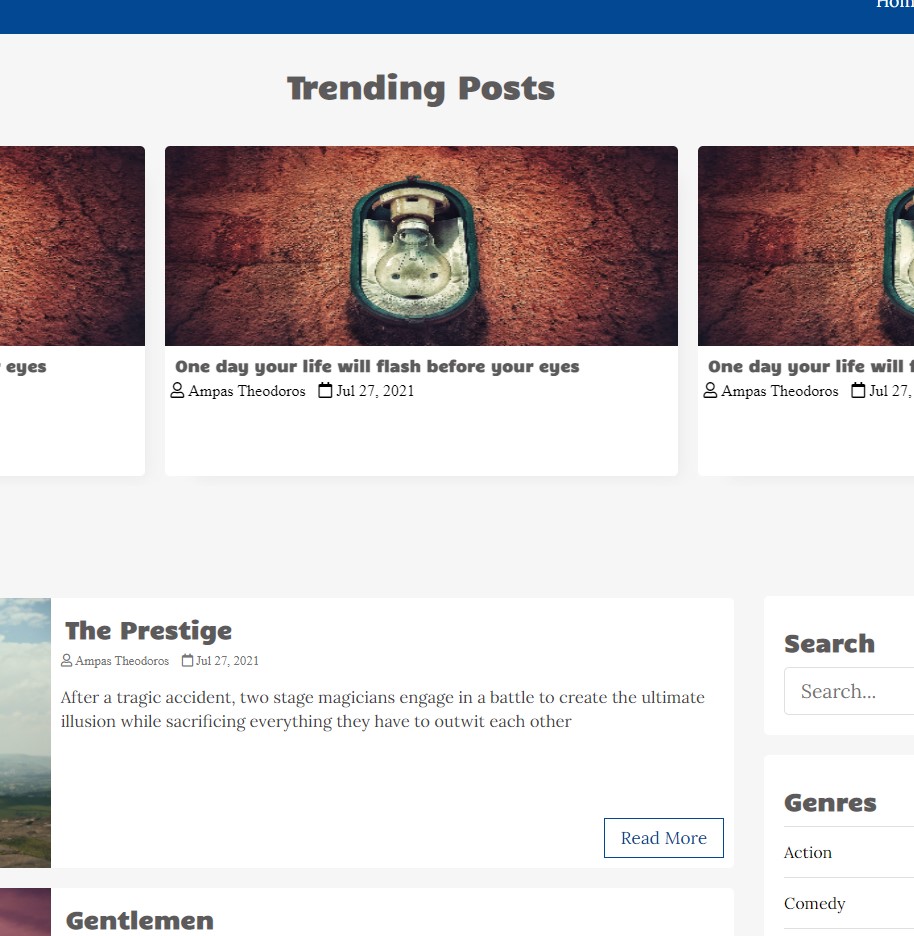 Trending Posts
eyes
One day your life will flash before your eyes
One day your life will
Ampas Theodoros Jul 27, 2021
Ampas Theodoros Jul 27,
The Prestige
Ampas Theodoros Jul 27, 2021
After a tragic accident, two stage magicians engage in a battle to create the ultimate
illusion while sacrificing everything they have to outwit each other
Read More
Gentlemen
Search
Search...
Genres
Action
Comedy